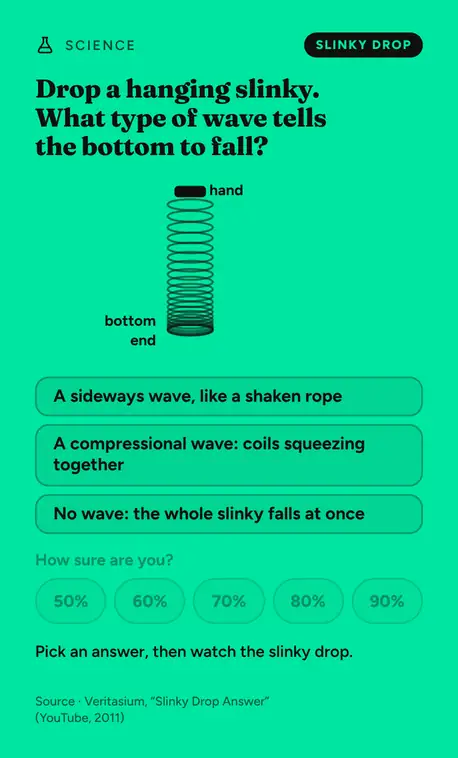 SCIENCE
SLINKY DROP
Drop a hanging slinky.
What type of wave tells
the bottom to fall?
hand
bottom
end
A sideways wave, like a shaken rope
A compressional wave: coils squeezing
together
No wave: the whole slinky falls at once
How sure are you?
50% 60% 70% 80% 90%
Pick an answer, then watch the slinky drop.
Source · Veritasium, “Slinky Drop Answer”
(YouTube, 2011)